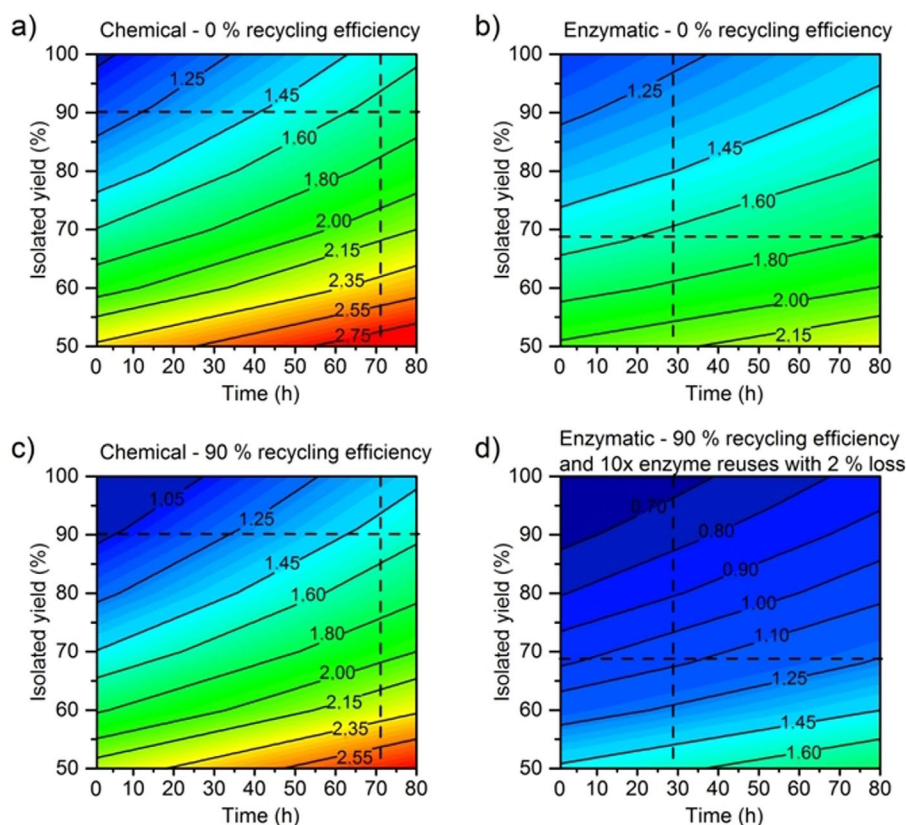 a)
Chemical - 0 % recycling efficiency
100
90
80
70
60
50
Isolated yield (%)
1.25
1.45
1.60
1.80
2.00
2.15
2.35
2.55
2.75
0 10 20 30 40 50 60 70 80
Time (h)
b)
Enzymatic - 0 % recycling efficiency
100
90
80
70
60
50
Isolated yield (%)
1.25
1.45
1.60
1.80
2.00
2.15
0 10 20 30 40 50 60 70 80
Time (h)
c)
Chemical - 90 % recycling efficiency
100
90
80
70
60
50
Isolated yield (%)
1.05
1.25
1.45
1.60
1.80
2.00
2.15
2.35
2.55
0 10 20 30 40 50 60 70 80
Time (h)
d)
Enzymatic - 90 % recycling efficiency
and 10x enzyme reuses with 2 % loss
100
90
80
70
60
50
Isolated yield (%)
0.70
0.80
0.90
1.00
1.10
1.25
1.45
1.60
0 10 20 30 40 50 60 70 80
Time (h)